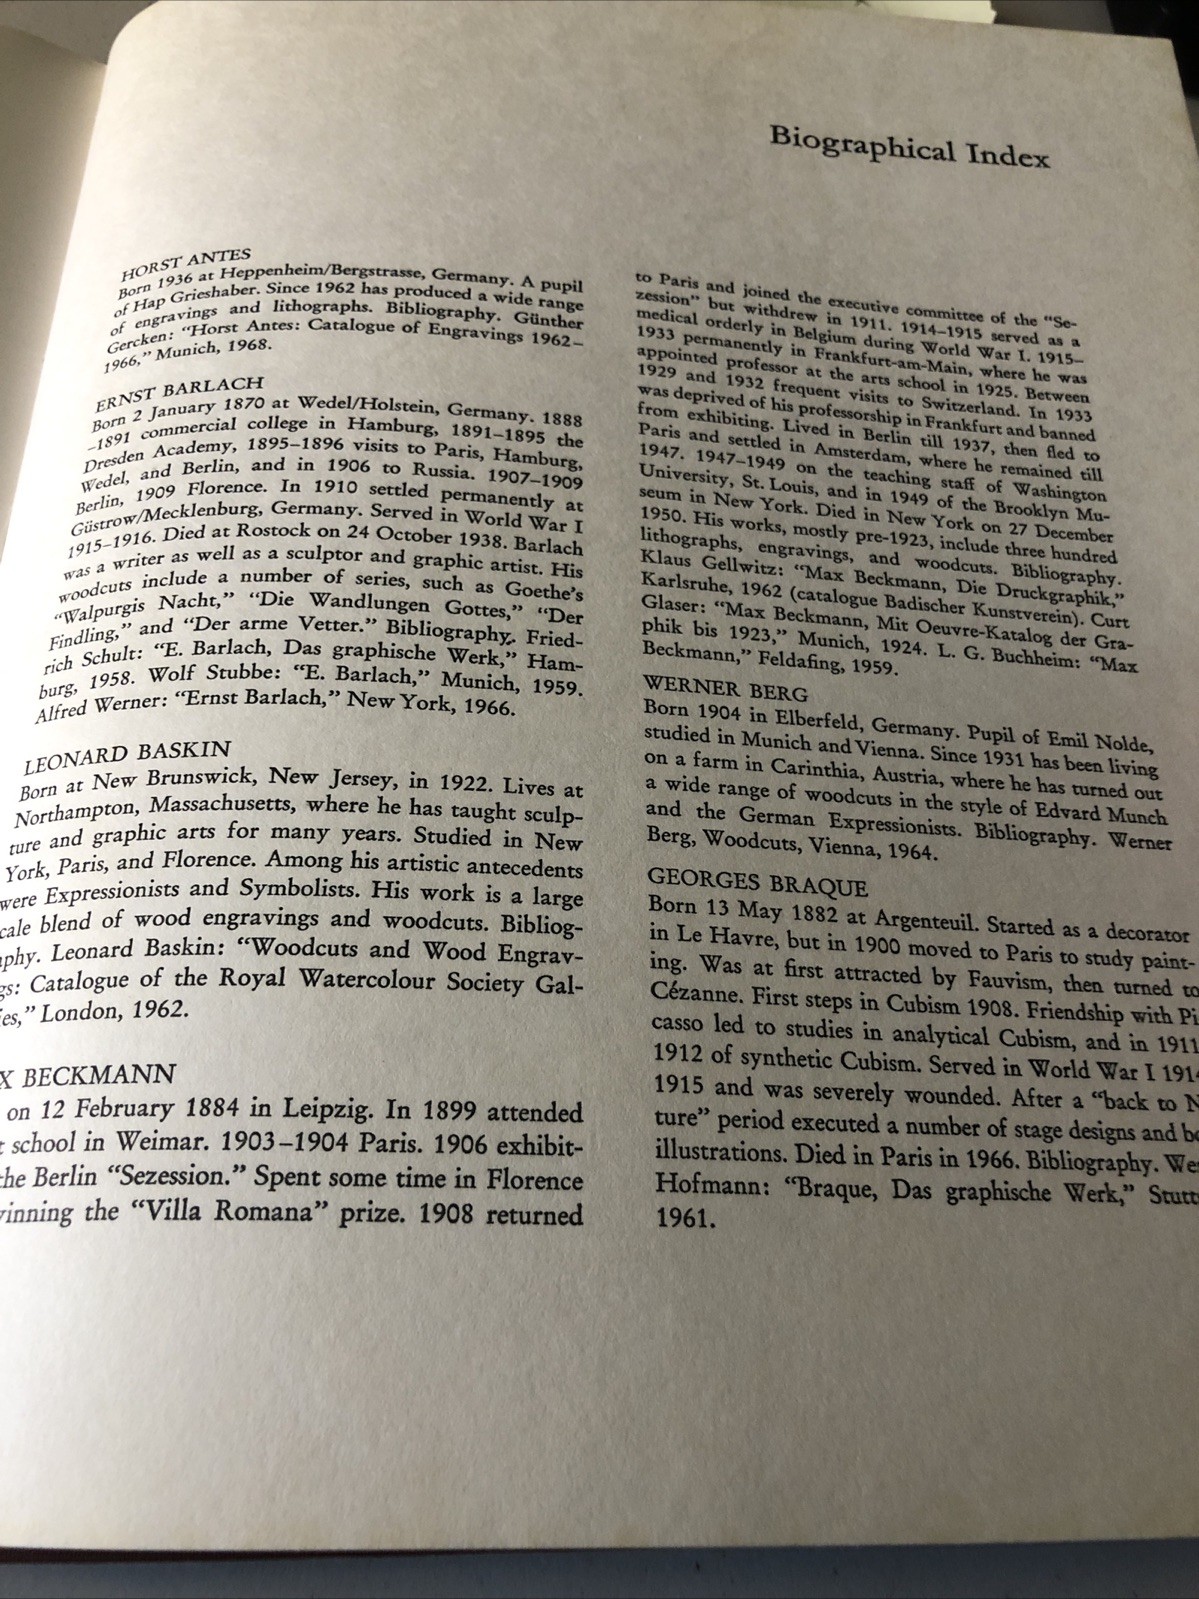 Biographical Index
HORST ANTES
Born 1936 at Heppenheim/Bergstrasse, Germany. A pupil
of Hap Grieshaber. Since 1962 has produced a wide range
of engravings and lithographs. Bibliography. Günther
Gercken: “Horst Antes: Catalogue of Engravings 1962–
1966,” Munich, 1968.
ERNST BARLACH
Born 2 January 1870 at Wedel/Holstein, Germany. 1888
–1891 commercial college in Hamburg, 1891–1895 the
Dresden Academy, 1895–1896 visits to Paris, Hamburg,
Wedel, and Berlin, and in 1906 to Russia. 1907–1909
Berlin, 1909 Florence. In 1910 settled permanently at
Güstrow/Mecklenburg, Germany. Served in World War I
1915–1916. Died at Rostock on 24 October 1938. Barlach
was a writer as well as a sculptor and graphic artist. His
woodcuts include a number of series, such as Goethe’s
“Walpurgis Nacht,” “Die Wandlungen Gottes,” “Der
Findling,” and “Der arme Vetter.” Bibliography. Fried-
rich Schult: “E. Barlach, Das graphische Werk,” Ham-
burg, 1958. Wolf Stubbe: “E. Barlach,” Munich, 1959.
Alfred Werner: “Ernst Barlach,” New York, 1966.
LEONARD BASKIN
Born at New Brunswick, New Jersey, in 1922. Lives at
Northampton, Massachusetts, where he has taught sculp-
ture and graphic arts for many years. Studied in New
York, Paris, and Florence. Among his artistic antecedents
were Expressionists and Symbolists. His work is a large
cale blend of wood engravings and woodcuts. Bibliog-
phy. Leonard Baskin: “Woodcuts and Wood Engrav-
gs: Catalogue of the Royal Watercolour Society Gal-
ies,” London, 1962.
X BECKMANN
on 12 February 1884 in Leipzig. In 1899 attended
school in Weimar. 1903–1904 Paris. 1906 exhibit-
the Berlin “Sezession.” Spent some time in Florence
inning the “Villa Romana” prize. 1908 returned
to Paris and joined the executive committee of the “Se-
zession” but withdrew in 1911. 1914–1915 served as a
medical orderly in Belgium during World War I. 1915–
1933 permanently in Frankfurt-am-Main, where he was
appointed professor at the arts school in 1925. Between
1929 and 1932 frequent visits to Switzerland. In 1933
was deprived of his professorship in Frankfurt and banned
from exhibiting. Lived in Berlin till 1937, then fled to
Paris and settled in Amsterdam, where he remained till
1947. 1947–1949 on the teaching staff of Washington
University, St. Louis, and in 1949 of the Brooklyn Mu-
seum in New York. Died in New York on 27 December
1950. His works, mostly pre-1923, include three hundred
lithographs, engravings, and woodcuts. Bibliography.
Klaus Gellwitz: “Max Beckmann, Die Druckgraphik,”
Karlsruhe, 1962 (catalogue Badischer Kunstverein). Curt
Glaser: “Max Beckmann, Mit Oeuvre-Katalog der Gra-
phik bis 1923,” Munich, 1924. L. G. Buchheim: “Max
Beckmann,” Feldafing, 1959.
WERNER BERG
Born 1904 in Elberfeld, Germany. Pupil of Emil Nolde,
studied in Munich and Vienna. Since 1931 has been living
on a farm in Carinthia, Austria, where he has turned out
a wide range of woodcuts in the style of Edvard Munch
and the German Expressionists. Bibliography. Werner
Berg, Woodcuts, Vienna, 1964.
GEORGES BRAQUE
Born 13 May 1882 at Argenteuil. Started as a decorator
in Le Havre, but in 1900 moved to Paris to study paint-
ing. Was at first attracted by Fauvism, then turned to
Cézanne. First steps in Cubism 1908. Friendship with Pi
casso led to studies in analytical Cubism, and in 1911
1912 of synthetic Cubism. Served in World War I 191
1915 and was severely wounded. After a “back to N
ture” period executed a number of stage designs and bo
illustrations. Died in Paris in 1966. Bibliography. We
Hofmann: “Braque, Das graphische Werk,” Stutt
1961.